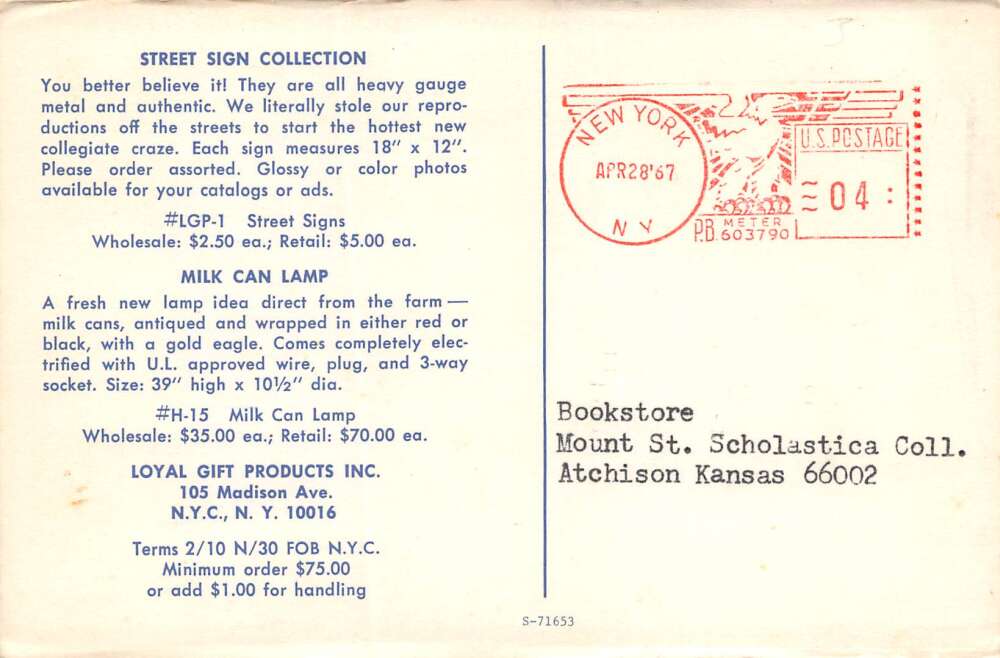 STREET SIGN COLLECTION
You better believe it! They are all heavy gauge
metal and authentic. We literally stole our repro-
ductions off the streets to start the hottest new
collegiate craze. Each sign measures 18" x 12".
Please order assorted. Glossy or color photos
available for your catalogs or ads.
#LGP-1 Street Signs
Wholesale: $2.50 ea.; Retail: $5.00 ea.
MILK CAN LAMP
A fresh new lamp idea direct from the farm —
milk cans, antiqued and wrapped in either red or
black, with a gold eagle. Comes completely elec-
trified with U.L. approved wire, plug, and 3-way
socket. Size: 39" high x 10½" dia.
#H-15 Milk Can Lamp
Wholesale: $35.00 ea.; Retail: $70.00 ea.
LOYAL GIFT PRODUCTS INC.
105 Madison Ave.
N.Y.C., N. Y. 10016
Terms 2/10 N/30 FOB N.Y.C.
Minimum order $75.00
or add $1.00 for handling
NEW YORK
APR28'67
N Y
U.S. POSTAGE
04
METER
P.B. 603790
Bookstore
Mount St. Scholastica Coll.
Atchison Kansas 66002
S-71653